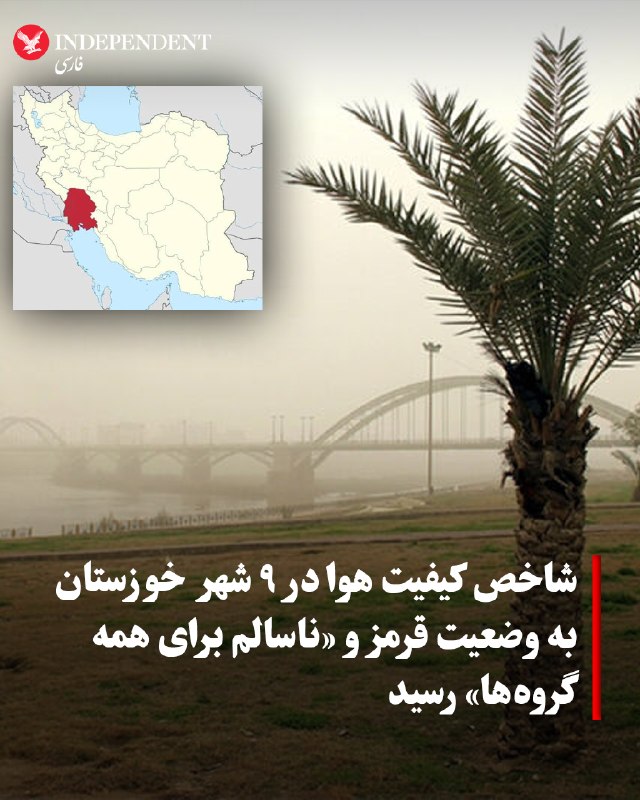 INDEPENDENT
فارسی
شاخص کیفیت هوا در ۹ شهر خوزستان
به وضعیت قرمز و «ناسالم برای همه
گروه‌ها» رسید